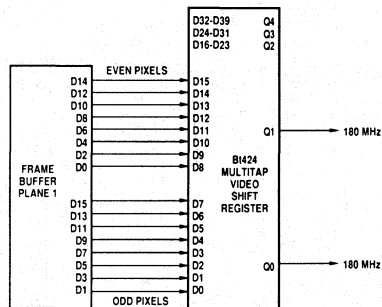 D32-D39 Q4
D24-D31 Q3
D16-D23 Q2
EVEN PIXELS
D14 D15
D12 D14
D10 D13
D8 D12
D6 D11
D4 D10
D2 D9
D0 D8
Q1 180 MHz
FRAME
BUFFER
PLANE 1
Bt424
MULTITAP
VIDEO
SHIFT
REGISTER
D15 D7
D13 D6
D11 D5
D9 D4
D7 D3
D5 D2
D3 D1
D1 D0
Q0 180 MHz
ODD PIXELS